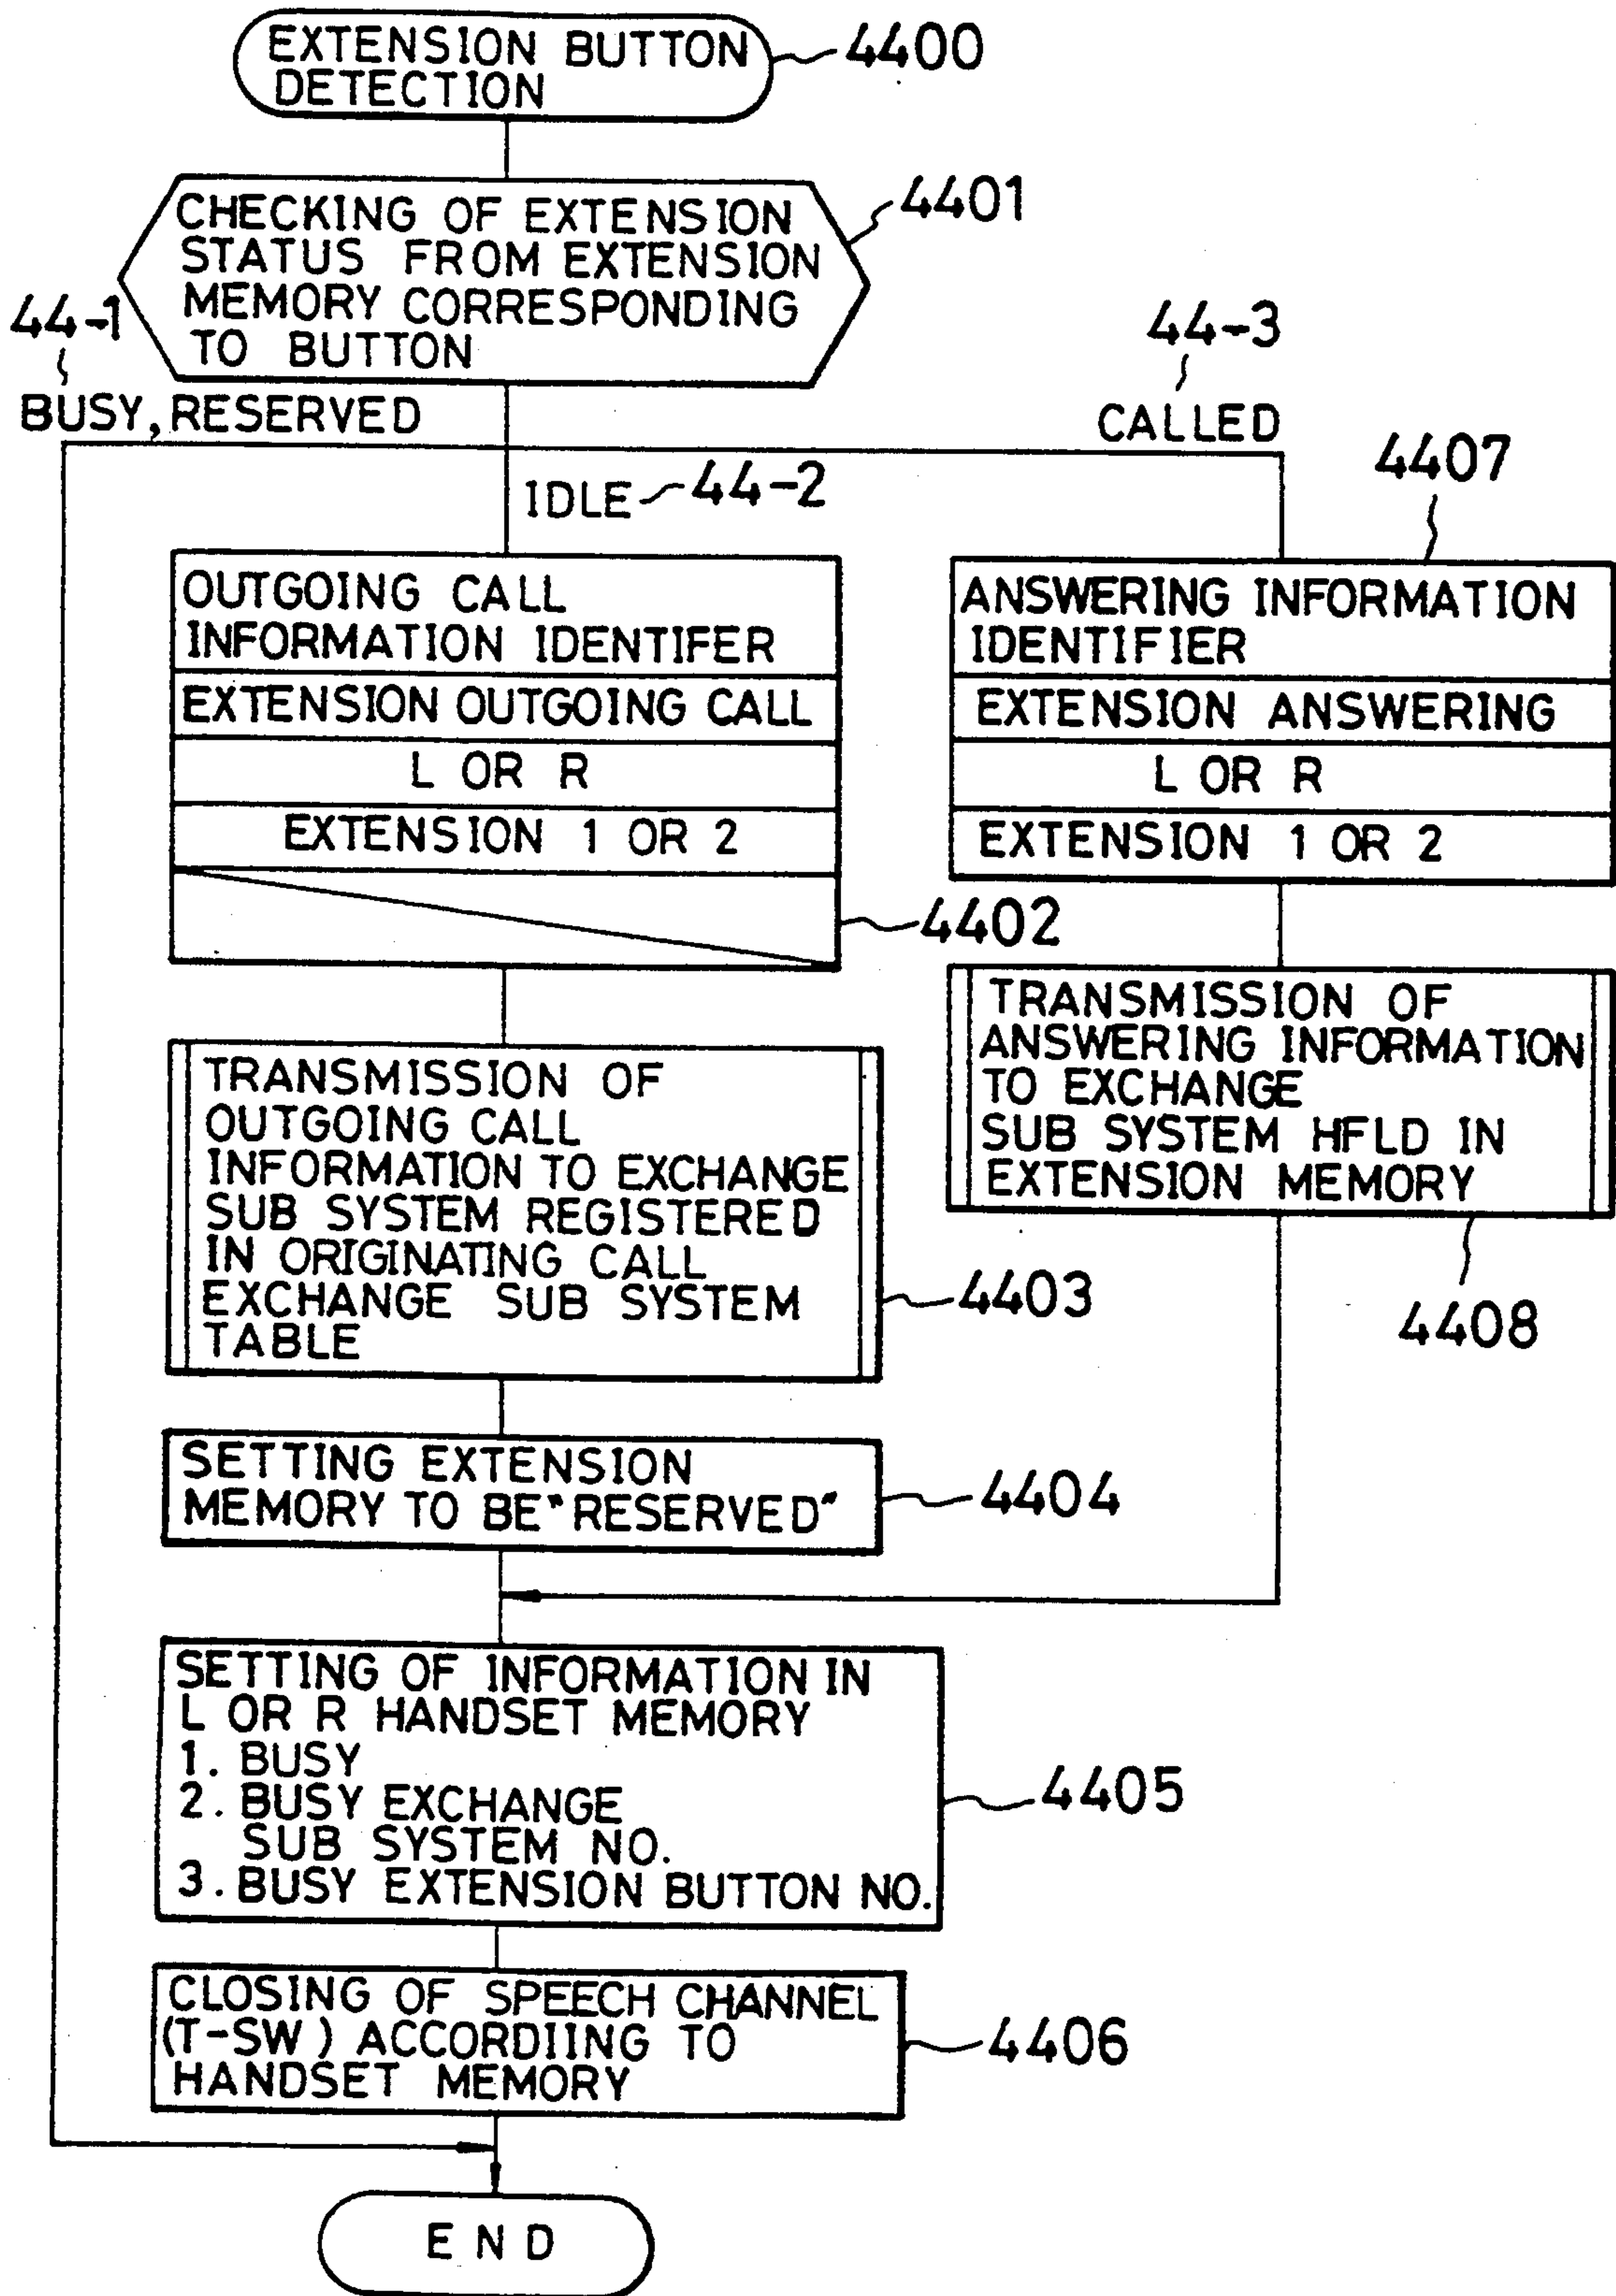 EXTENSION BUTTON
DETECTION
4400
CHECKING OF EXTENSION
STATUS FROM EXTENSION
MEMORY CORRESPONDING
TO BUTTON
4401
44-1
BUSY, RESERVED
44-3
CALLED
IDLE
44-2
4407
OUTGOING CALL
INFORMATION IDENTIFER
EXTENSION OUTGOING CALL
L OR R
EXTENSION 1 OR 2
4402
ANSWERING INFORMATION
IDENTIFIER
EXTENSION ANSWERING
L OR R
EXTENSION 1 OR 2
TRANSMISSION OF
OUTGOING CALL
INFORMATION TO EXCHANGE
SUB SYSTEM REGISTERED
IN ORIGINATING CALL
EXCHANGE SUB SYSTEM
TABLE
4403
TRANSMISSION OF
ANSWERING INFORMATION
TO EXCHANGE
SUB SYSTEM HFLD IN
EXTENSION MEMORY
4408
SETTING EXTENSION
MEMORY TO BE "RESERVED"
4404
SETTING OF INFORMATION IN
L OR R HANDSET MEMORY
1. BUSY
2. BUSY EXCHANGE
SUB SYSTEM NO.
3. BUSY EXTENSION BUTTON NO.
4405
CLOSING OF SPEECH CHANNEL
(T-SW) ACCORDIING TO
HANDSET MEMORY
4406
END